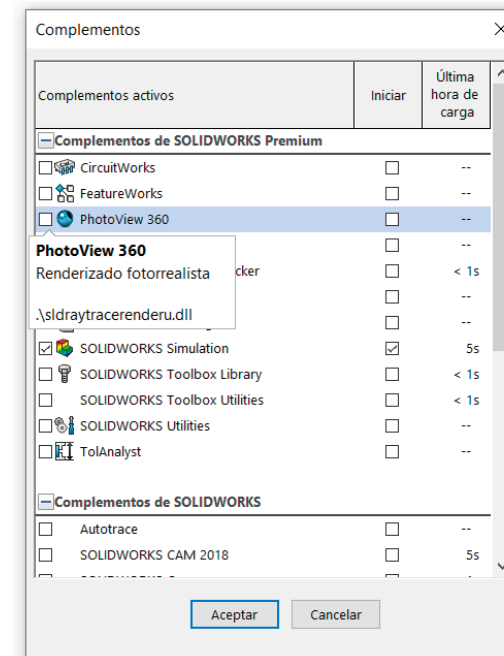 Complementos
Complementos activos
Iniciar
Última
hora de
carga
Complementos de SOLIDWORKS Premium
CircuitWorks --
FeatureWorks --
PhotoView 360 --
--
PhotoView 360
Renderizado fotorrealista
.\sldraytracerenderu.dll
cker < 1s
--
--
SOLIDWORKS Simulation 5s
SOLIDWORKS Toolbox Library < 1s
SOLIDWORKS Toolbox Utilities < 1s
SOLIDWORKS Utilities --
TolAnalyst --
Complementos de SOLIDWORKS
Autotrace --
SOLIDWORKS CAM 2018 5s
Aceptar Cancelar